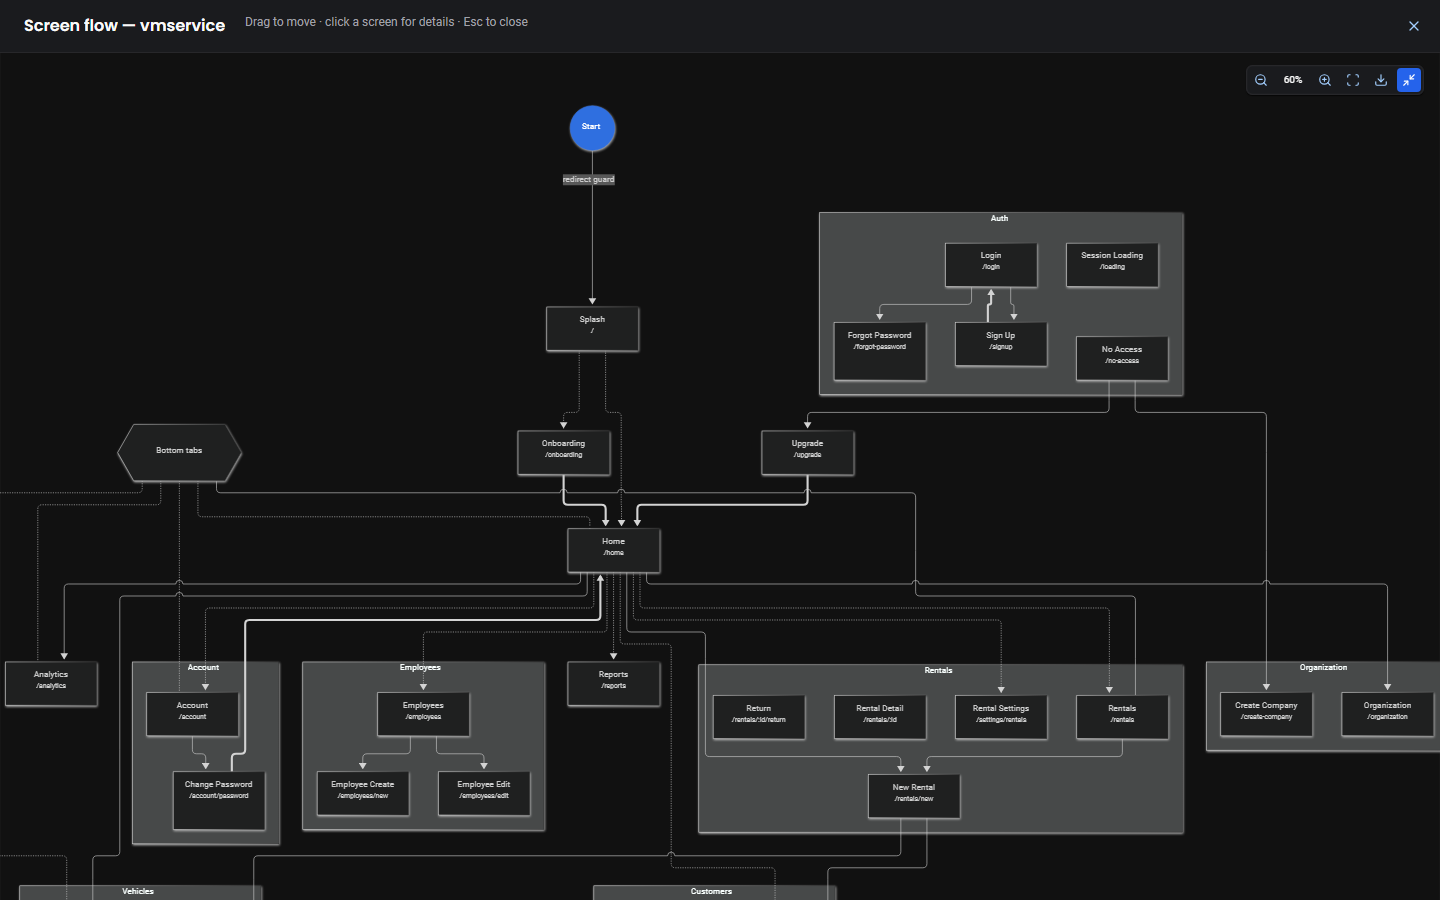 Screen flow — vmservice
Drag to move · click a screen for details · Esc to close
60%
Start
redirect guard
Auth
Login
/login
Session Loading
/loading
Splash
/
Forgot Password
/forgot-password
Sign Up
/signup
No Access
/no-access
Bottom tabs
Onboarding
/onboarding
Upgrade
/upgrade
Home
/home
Analytics
/analytics
Account
Account
/account
Change Password
/account/password
Employees
Employees
/employees
Employee Create
/employees/new
Employee Edit
/employees/edit
Reports
/reports
Rentals
Return
/rentals/:id/return
Rental Detail
/rentals/:id
Rental Settings
/settings/rentals
Rentals
/rentals
New Rental
/rentals/new
Organization
Create Company
/create-company
Organization
/organization
Vehicles
Customers